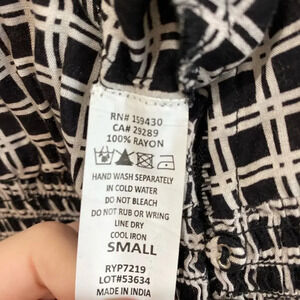 RN# 159430
CA# 29289
100% RAYON
HAND WASH SEPARATELY
IN COLD WATER
DO NOT BLEACH
DO NOT RUB OR WRING
LINE DRY
COOL IRON
SMALL
RYP7219
LOT#53634
MADE IN INDIA